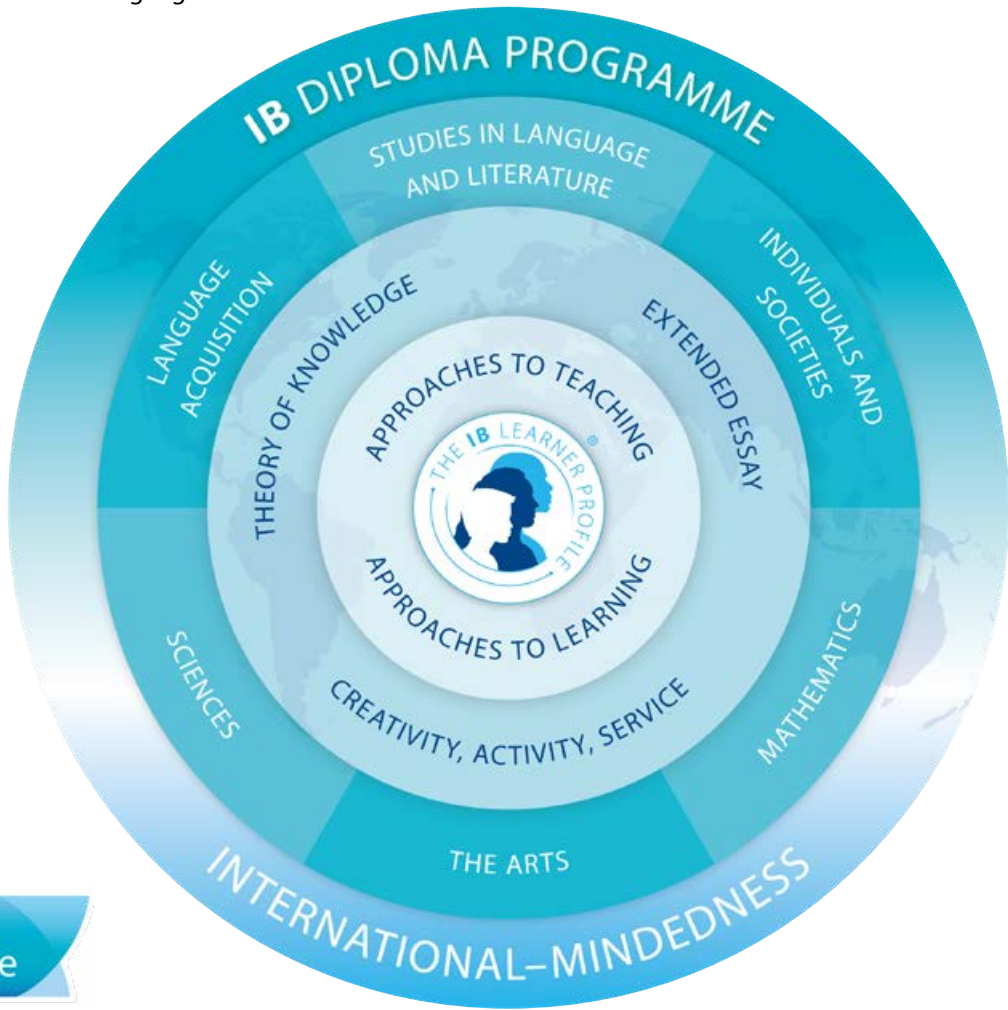 IB DIPLOMA PROGRAMME
STUDIES IN LANGUAGE
AND LITERATURE
LANGUAGE
ACQUISITION
INDIVIDUALS AND
SOCIETIES
THEORY OF KNOWLEDGE
EXTENDED ESSAY
APPROACHES TO TEACHING
THE IB LEARNER PROFILE
®
APPROACHES TO LEARNING
CREATIVITY, ACTIVITY, SERVICE
SCIENCES
MATHEMATICS
THE ARTS
INTERNATIONAL–MINDEDNESS
e